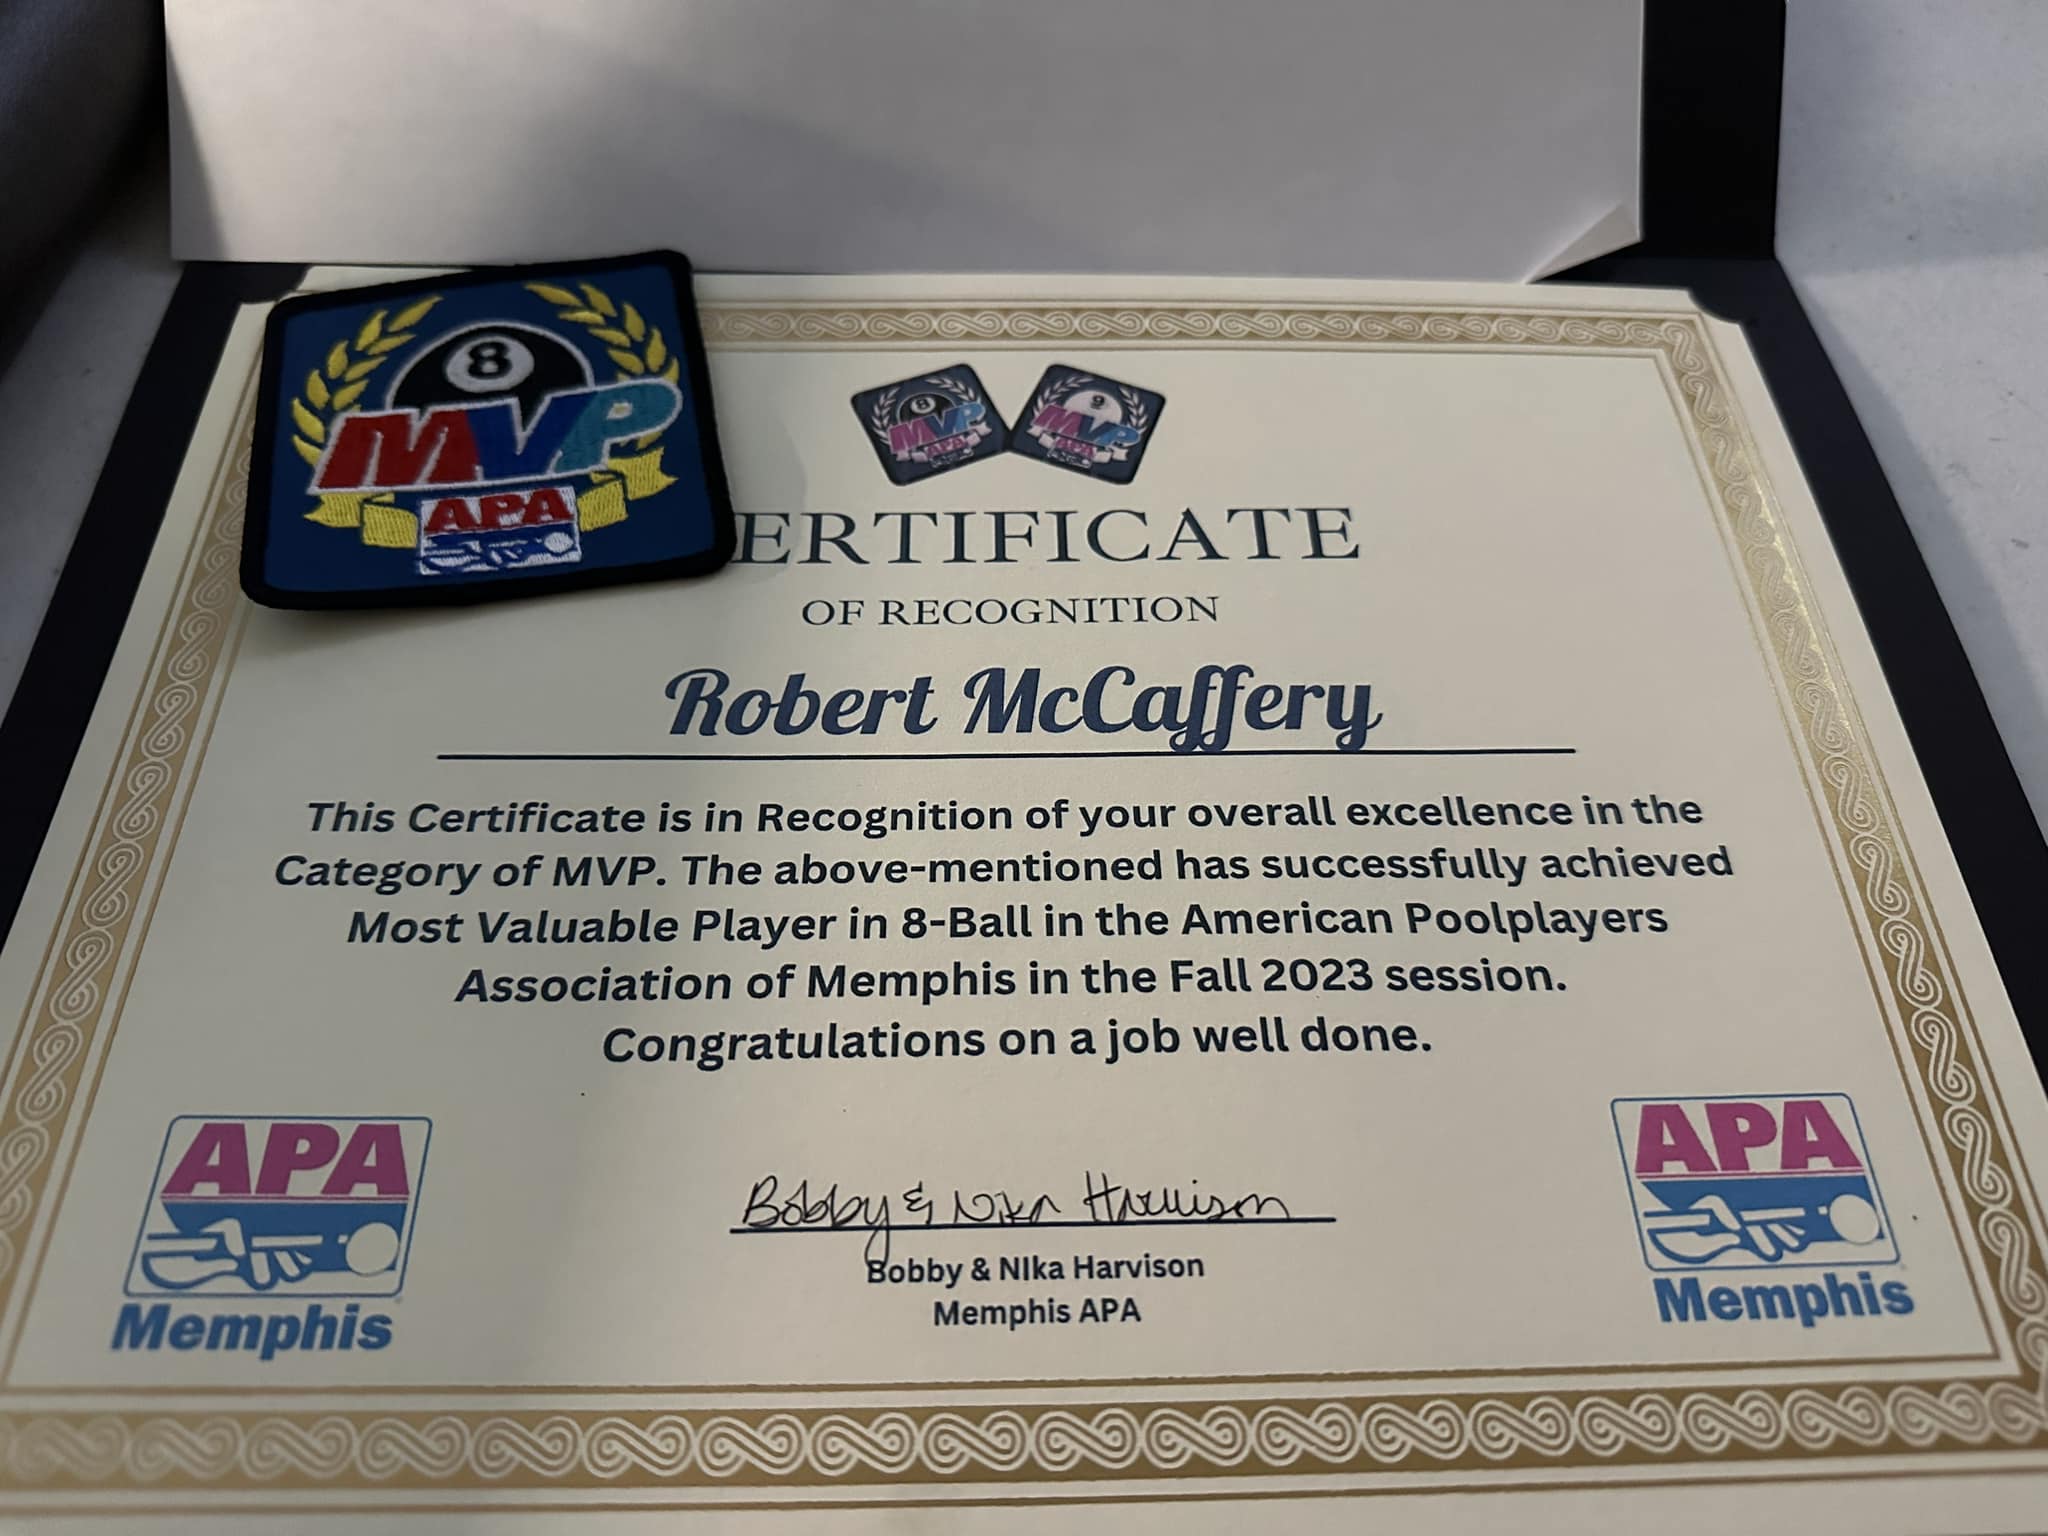 8
MVP
APA
8
MVP
APA
9
MVP
APA
ERTIFICATE
OF RECOGNITION
Robert McCaffery
This Certificate is in Recognition of your overall excellence in the
Category of MVP. The above-mentioned has successfully achieved
Most Valuable Player in 8-Ball in the American Poolplayers
Association of Memphis in the Fall 2023 session.
Congratulations on a job well done.
Bobby & Nika Harvison
Bobby & NIka Harvison
Memphis APA
APA
Memphis
APA
Memphis